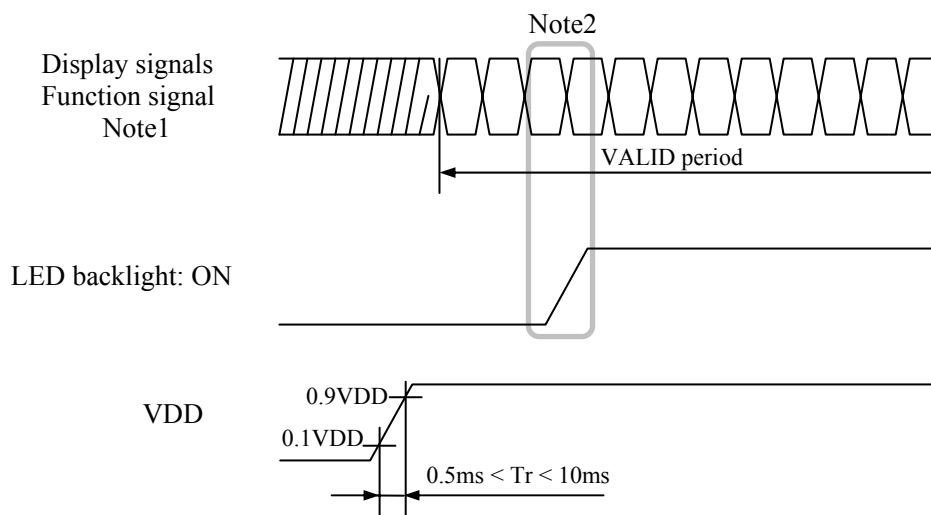 Note2
Display signals
Function signal
Note1
VALID period
LED backlight: ON
VDD
0.9VDD
0.1VDD
0.5ms < Tr < 10ms